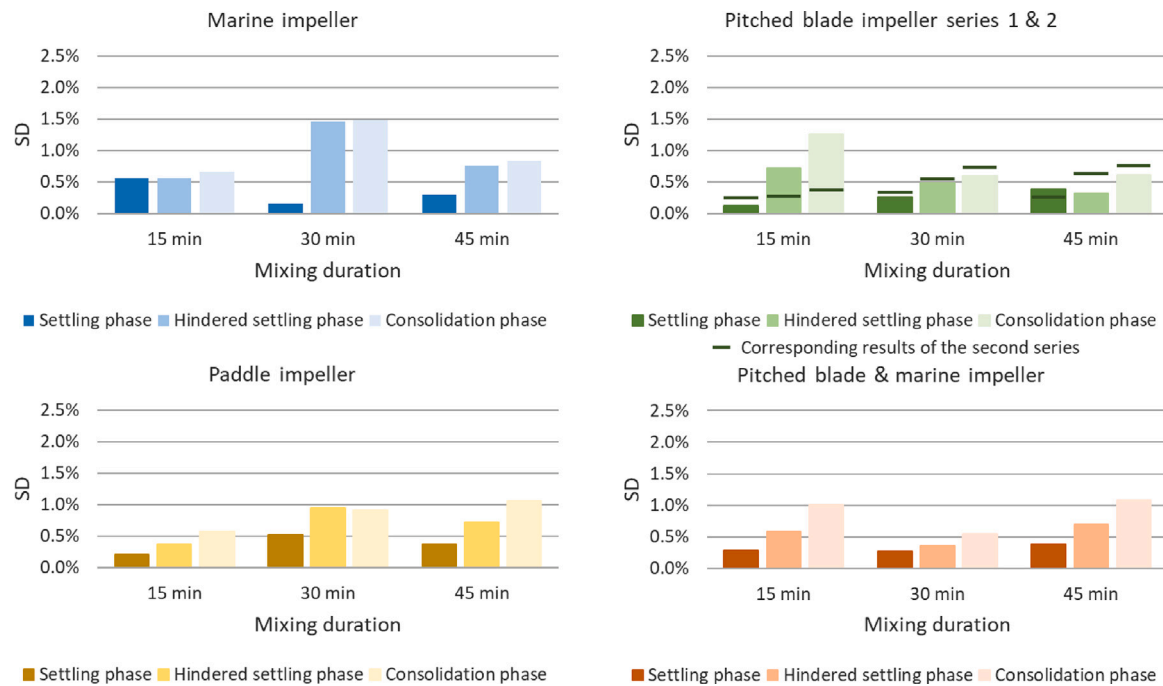 Marine impeller
2.5%
2.0%
1.5%
1.0%
0.5%
0.0%
SD
15 min 30 min 45 min
Mixing duration
Settling phase Hindered settling phase Consolidation phase
Pitched blade impeller series 1 & 2
2.5%
2.0%
1.5%
1.0%
0.5%
0.0%
SD
15 min 30 min 45 min
Mixing duration
Settling phase Hindered settling phase Consolidation phase
Corresponding results of the second series
Paddle impeller
2.5%
2.0%
1.5%
1.0%
0.5%
0.0%
SD
15 min 30 min 45 min
Mixing duration
Settling phase Hindered settling phase Consolidation phase
Pitched blade & marine impeller
2.5%
2.0%
1.5%
1.0%
0.5%
0.0%
SD
15 min 30 min 45 min
Mixing duration
Settling phase Hindered settling phase Consolidation phase